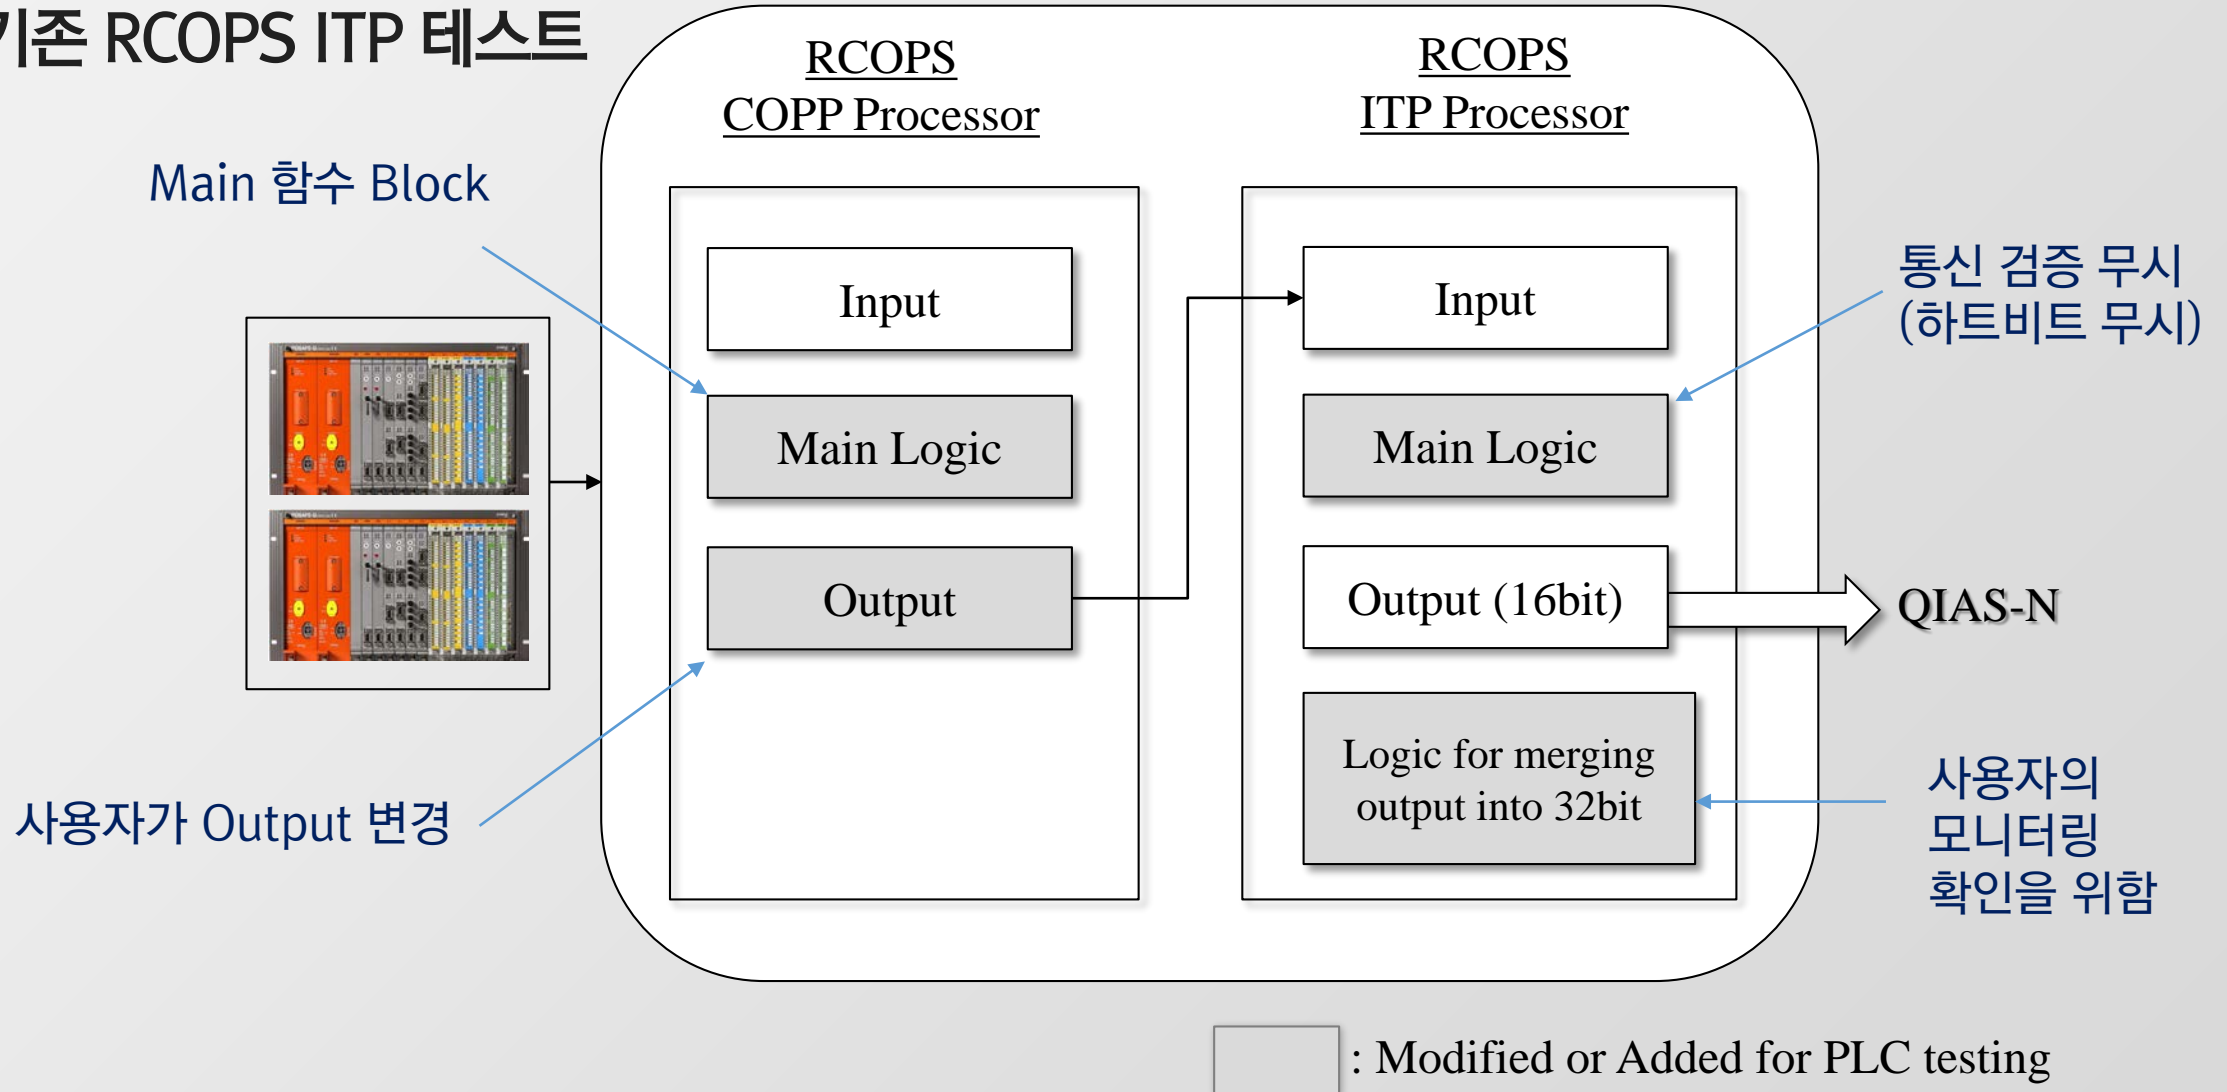 기존 RCOPS ITP 테스트
RCOPS
COPP Processor
RCOPS
ITP Processor
Main 함수 Block
Input
Main Logic
Output
Input
Main Logic
Output (16bit)
Logic for merging
output into 32bit
통신 검증 무시
(하트비트 무시)
QIAS-N
사용자가 Output 변경
사용자의
모니터링
확인을 위함
: Modified or Added for PLC testing